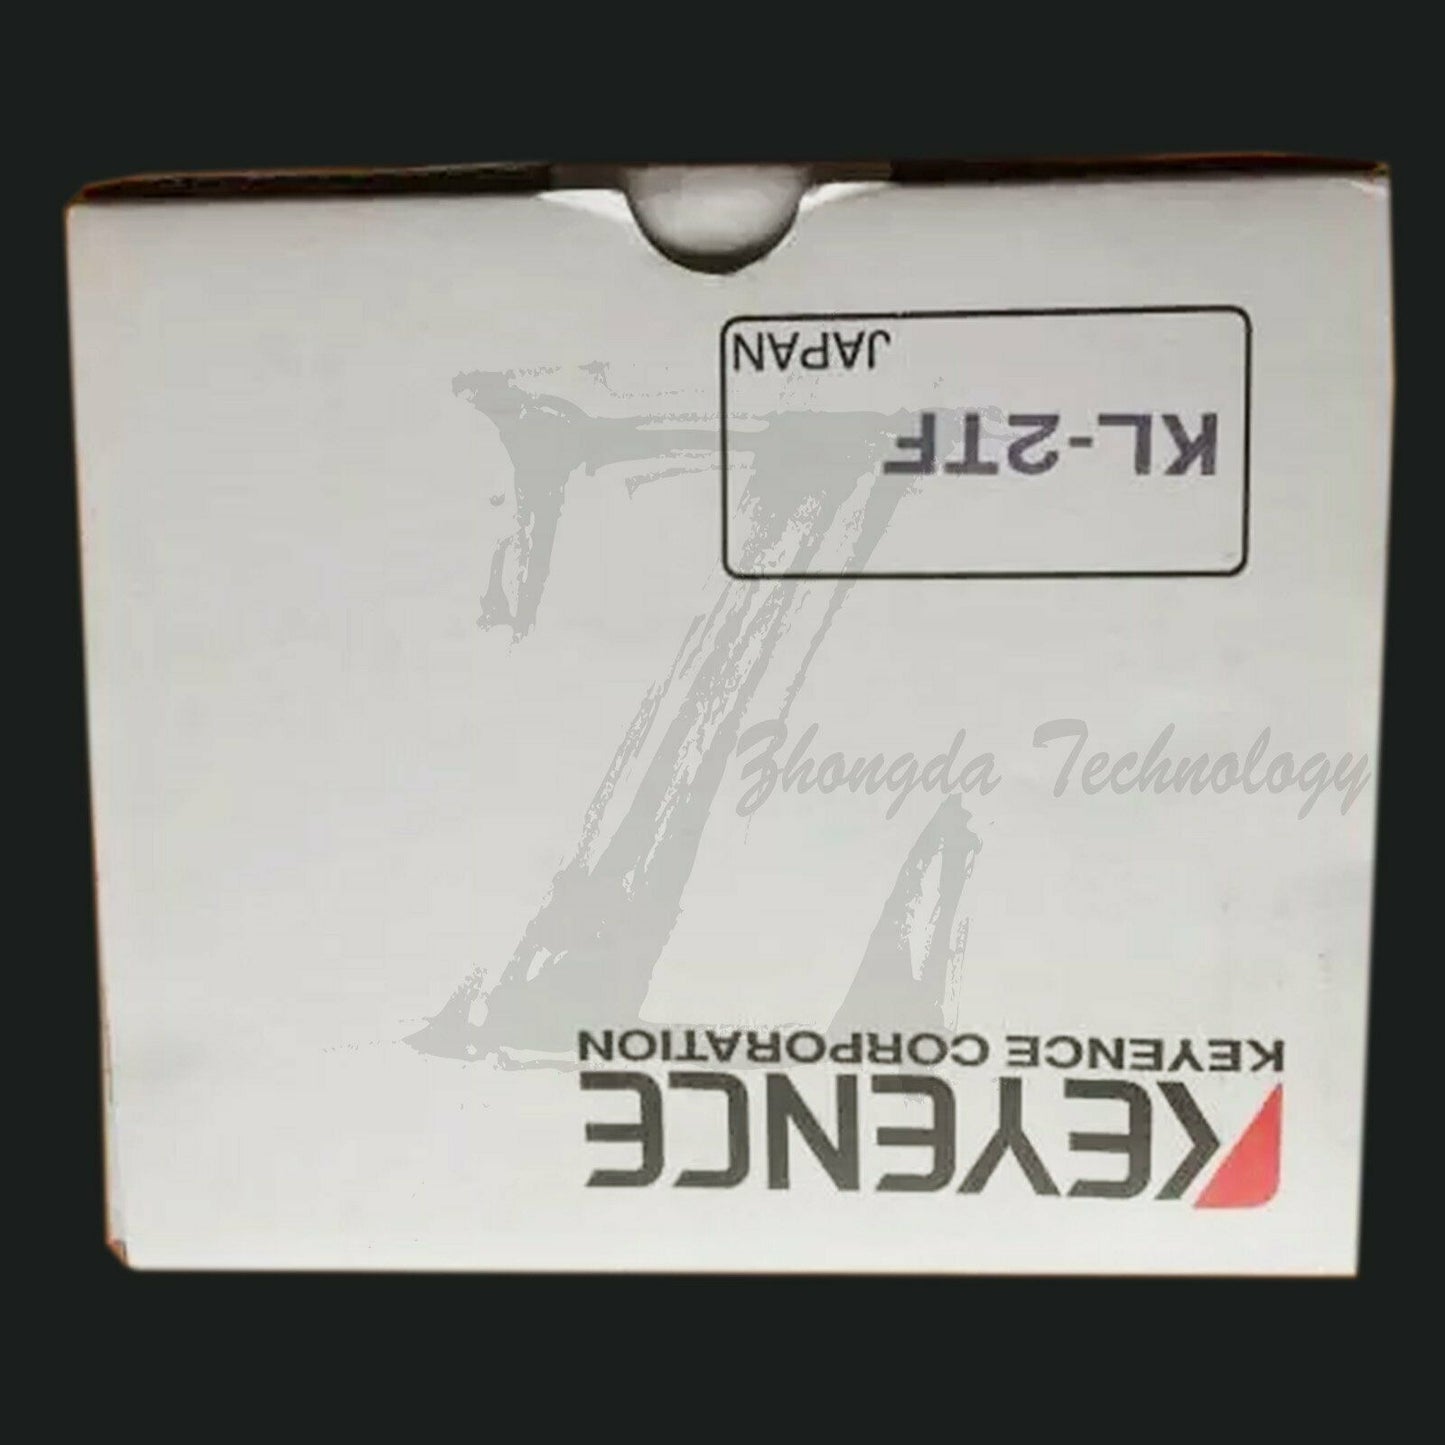 KEYENCE
KEYENCE CORPORATION
KL-2TF
JAPAN
Zhongda Technology